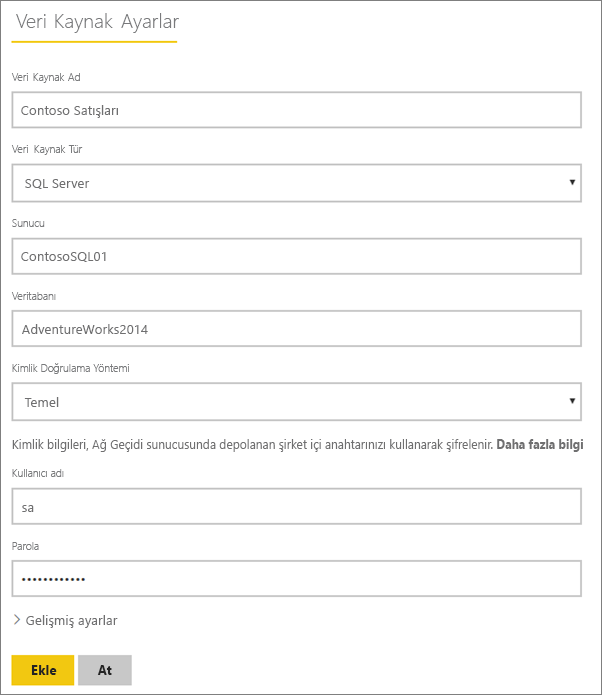 Veri Kaynak Ayarlar
Veri Kaynak Ad
Contoso Satışları
Veri Kaynak Tür
SQL Server
Sunucu
ContosoSQL01
Veritabanı
AdventureWorks2014
Kimlik Doğrulama Yöntemi
Temel
Kimlik bilgileri, Ağ Geçidi sunucusunda depolanan şirket içi anahtarınızı kullanarak şifrelenir. Daha fazla bilgi
Kullanıcı adı
sa
Parola
••••••••••••
Gelişmiş ayarlar
Ekle At